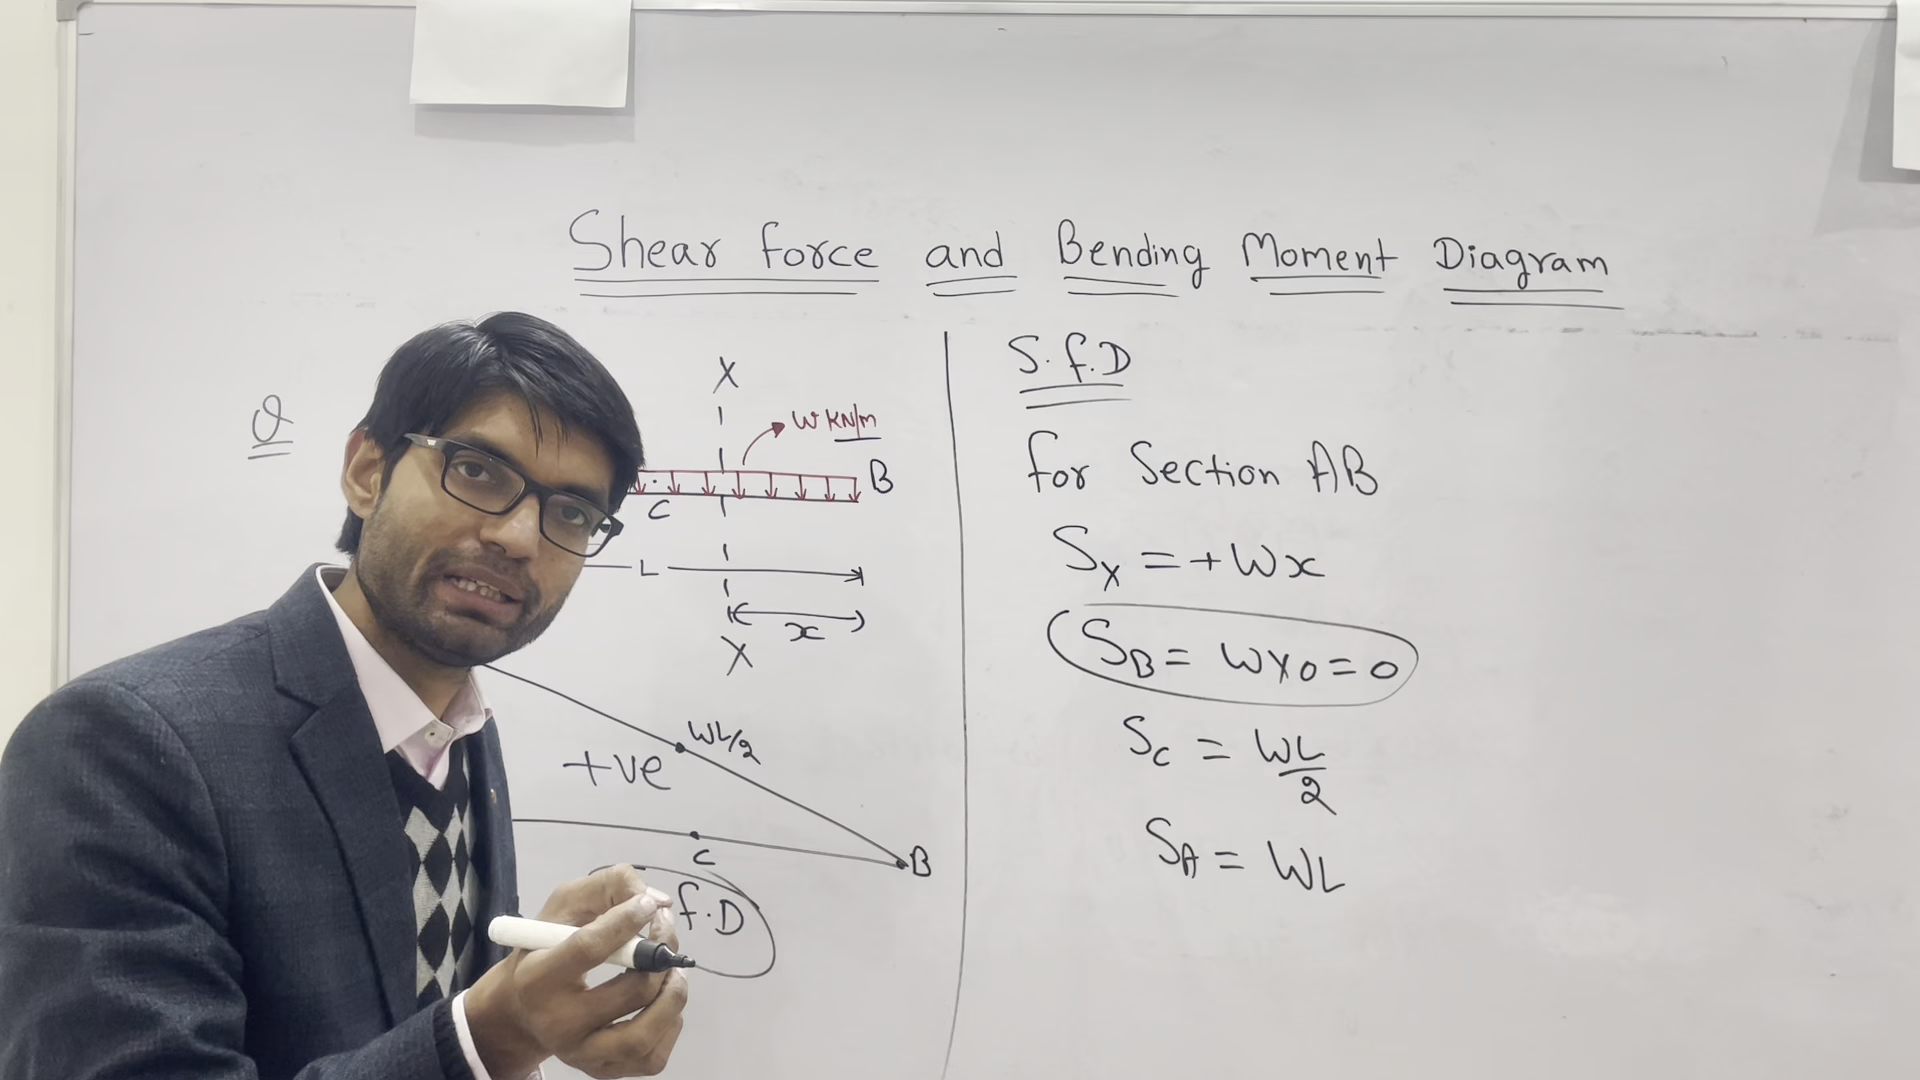 Shear force and Bending Moment Diagram
Q
X
W KN/m
B
C
L
x
X
WL/2
+ve
C
B
f.D
S.f.D
for Section AB
Sx = +Wx
SB = W×0 = 0
Sc = WL/2
SA = WL